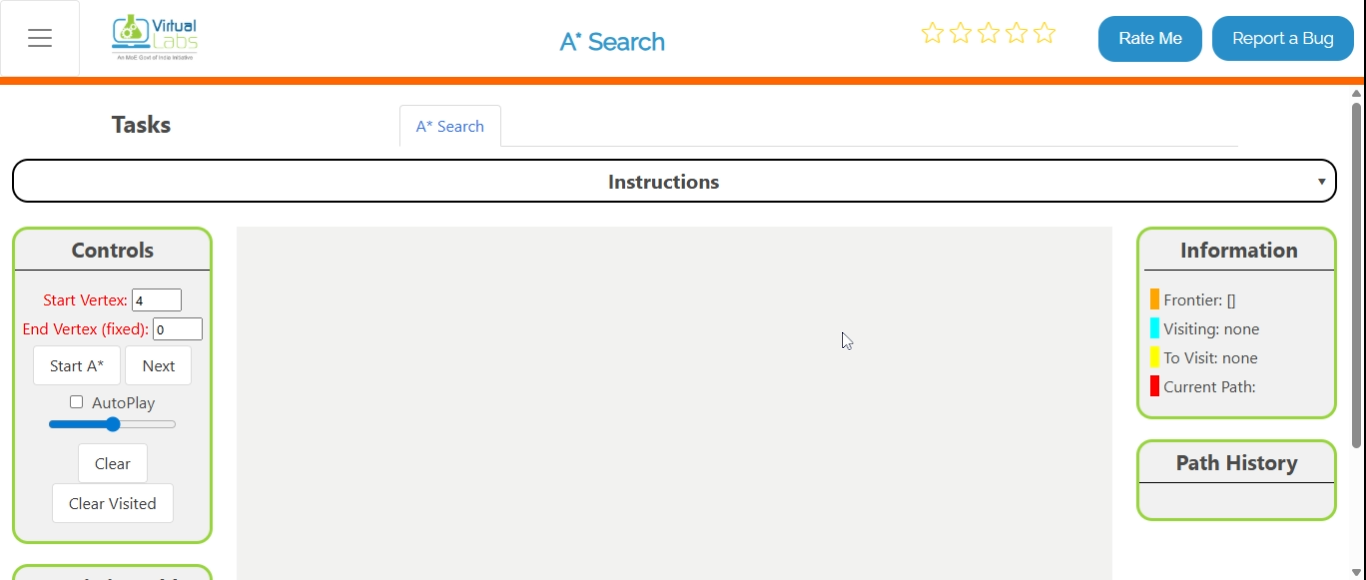 Virtual
Labs
An MoE Govt of India Initiative
A* Search
Rate Me
Report a Bug
Tasks
A* Search
Instructions
Controls
Start Vertex: 4
End Vertex (fixed): 0
Start A*
Next
AutoPlay
Clear
Clear Visited
Information
Frontier: []
Visiting: none
To Visit: none
Current Path:
Path History